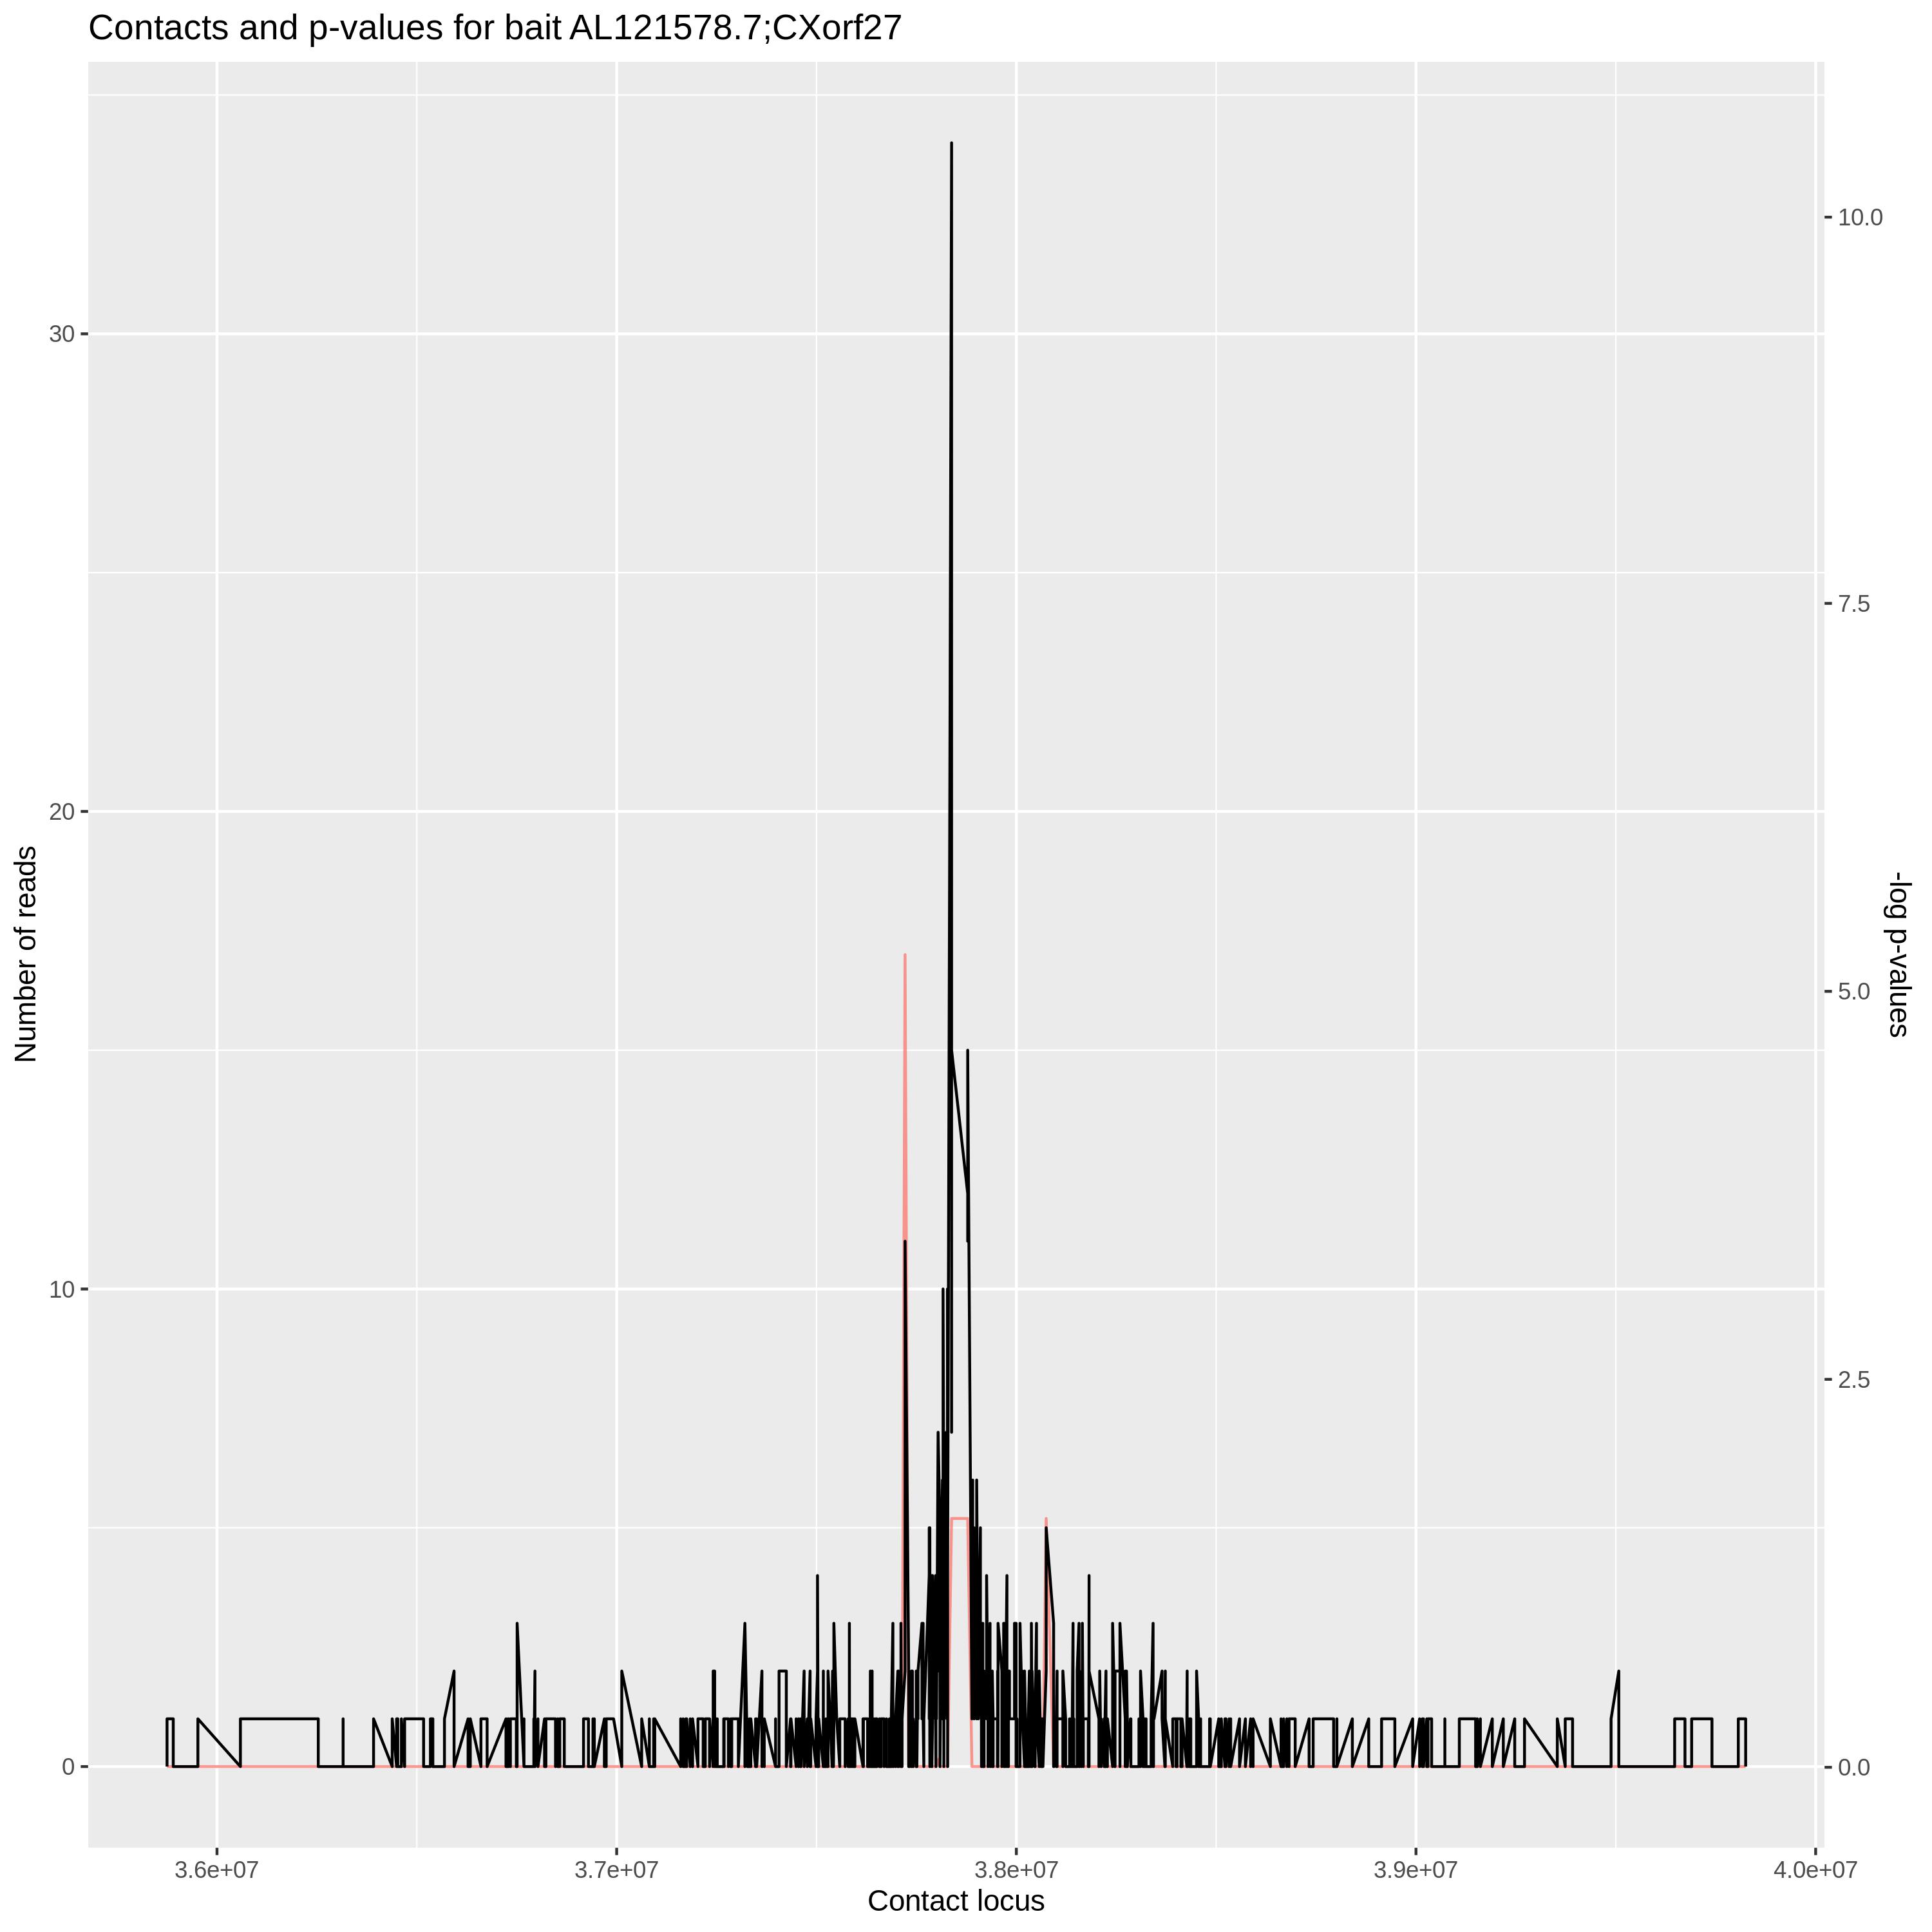 Contacts and p-values for bait AL121578.7;CXorf27
30
20
10
0
Number of reads
10.0
7.5
5.0
2.5
0.0
-log p-values
3.6e+07 3.7e+07 3.8e+07 3.9e+07 4.0e+07
Contact locus